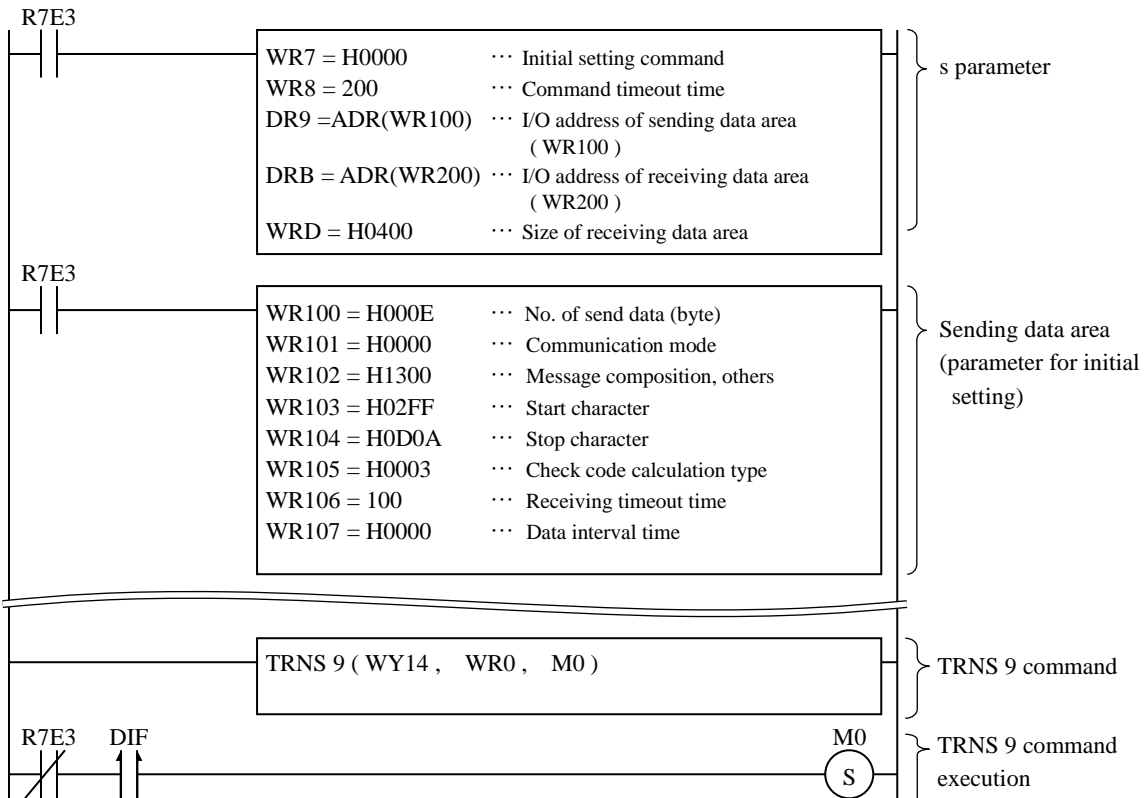 R7E3
WR7 = H0000 ··· Initial setting command
WR8 = 200 ··· Command timeout time
DR9 =ADR(WR100) ··· I/O address of sending data area
( WR100 )
DRB = ADR(WR200) ··· I/O address of receiving data area
( WR200 )
WRD = H0400 ··· Size of receiving data area
s parameter
R7E3
WR100 = H000E ··· No. of send data (byte)
WR101 = H0000 ··· Communication mode
WR102 = H1300 ··· Message composition, others
WR103 = H02FF ··· Start character
WR104 = H0D0A ··· Stop character
WR105 = H0003 ··· Check code calculation type
WR106 = 100 ··· Receiving timeout time
WR107 = H0000 ··· Data interval time
Sending data area
(parameter for initial
setting)
TRNS 9 ( WY14 , WR0 , M0 )
TRNS 9 command
R7E3 DIF M0
S
TRNS 9 command
execution